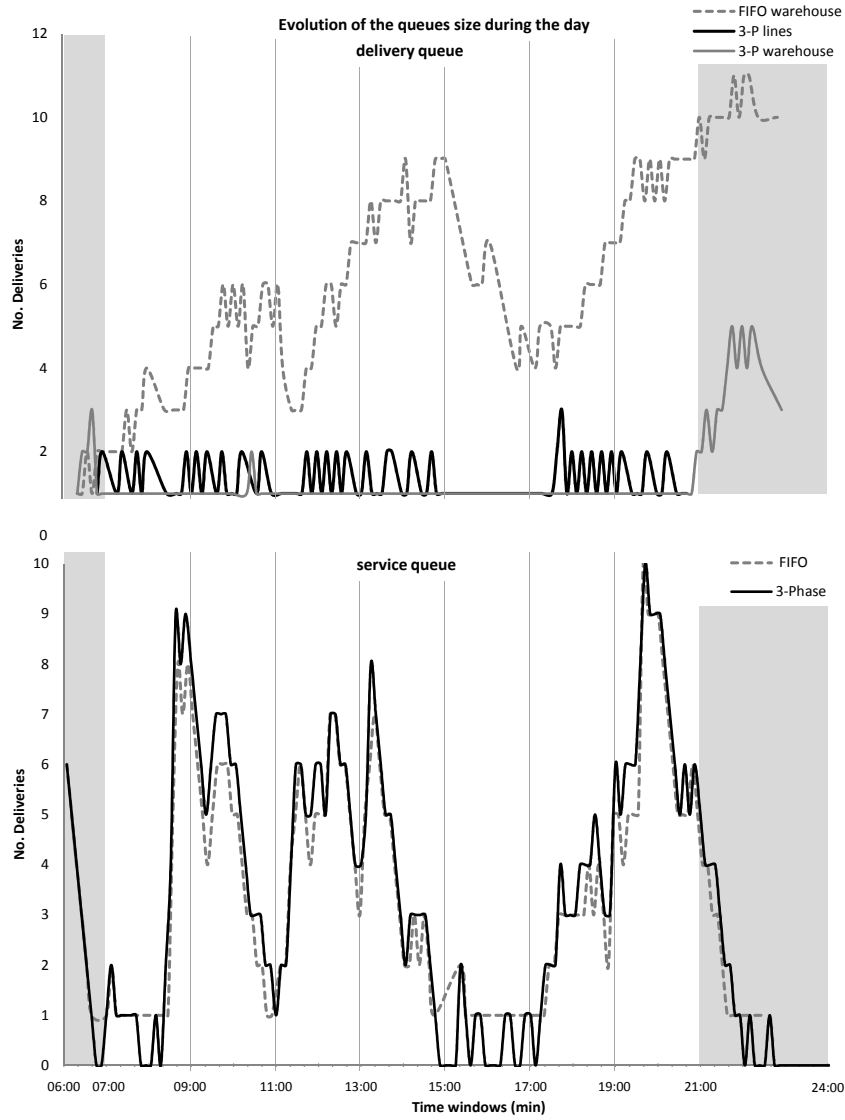 Evolution of the queues size during the day
delivery queue
FIFO warehouse
3-P lines
3-P warehouse
12
10
8
6
4
2
0
No. Deliveries
service queue
FIFO
3-Phase
10
9
8
7
6
5
4
3
2
1
0
No. Deliveries
06:00 07:00 09:00 11:00 13:00 15:00 17:00 19:00 21:00 24:00
Time windows (min)